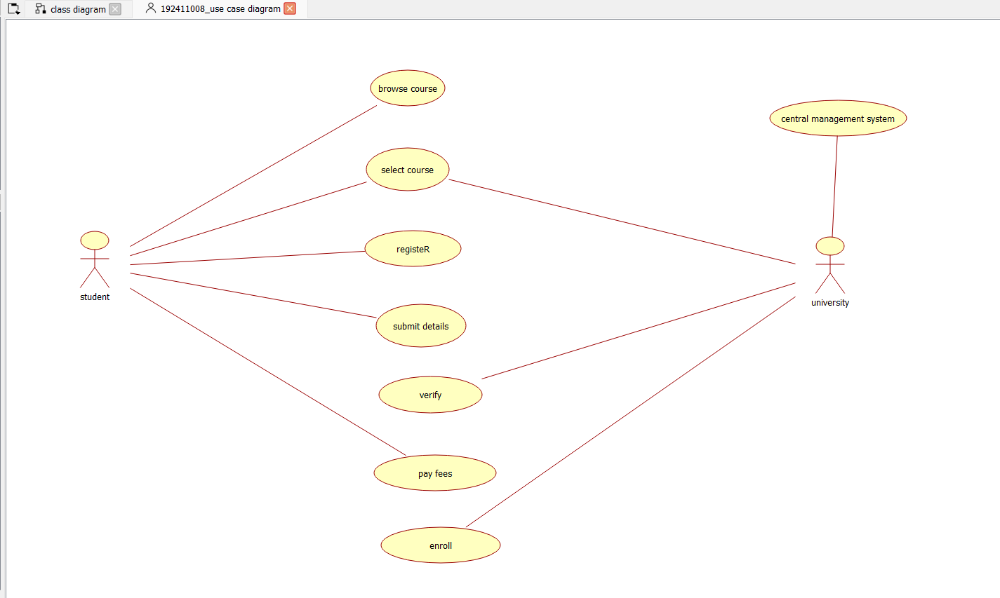 class diagram
192411008_use case diagram
browse course
central management system
select course
registeR
student
university
submit details
verify
pay fees
enroll